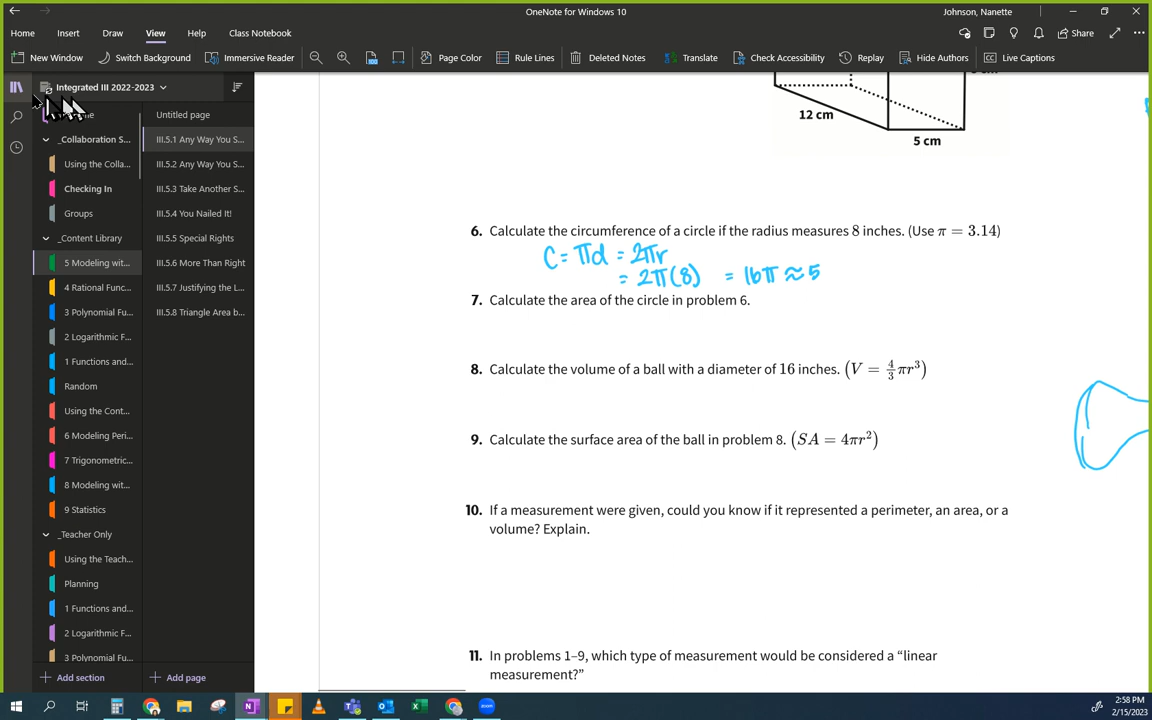 OneNote for Windows 10
Johnson, Nanette
Home Insert Draw View Help Class Notebook
Share
New Window Switch Background Immersive Reader Page Color Rule Lines Deleted Notes Translate Check Accessibility Replay Hide Authors Live Captions
Integrated III 2022-2023
Untitled page
_Collaboration S...
Using the Colla...
Checking In
Groups
_Content Library
5 Modeling wit...
4 Rational Func...
3 Polynomial Fu...
2 Logarithmic F...
1 Functions and...
Random
Using the Cont...
6 Modeling Peri...
7 Trigonometric...
8 Modeling wit...
9 Statistics
_Teacher Only
Using the Teach...
Planning
1 Functions and...
2 Logarithmic F...
3 Polynomial Fu...
Add section
III.5.1 Any Way You S...
III.5.2 Any Way You S...
III.5.3 Take Another S...
III.5.4 You Nailed It!
III.5.5 Special Rights
III.5.6 More Than Right
III.5.7 Justifying the L...
III.5.8 Triangle Area b...
Add page
12 cm
5 cm
6. Calculate the circumference of a circle if the radius measures 8 inches. (Use π = 3.14)
C = πd = 2πr
= 2π(8) = 16π ≈ 5
7. Calculate the area of the circle in problem 6.
8. Calculate the volume of a ball with a diameter of 16 inches. (V = 4/3 πr³)
9. Calculate the surface area of the ball in problem 8. (SA = 4πr²)
10. If a measurement were given, could you know if it represented a perimeter, an area, or a
volume? Explain.
11. In problems 1–9, which type of measurement would be considered a “linear
measurement?”
2:58 PM
2/15/2023